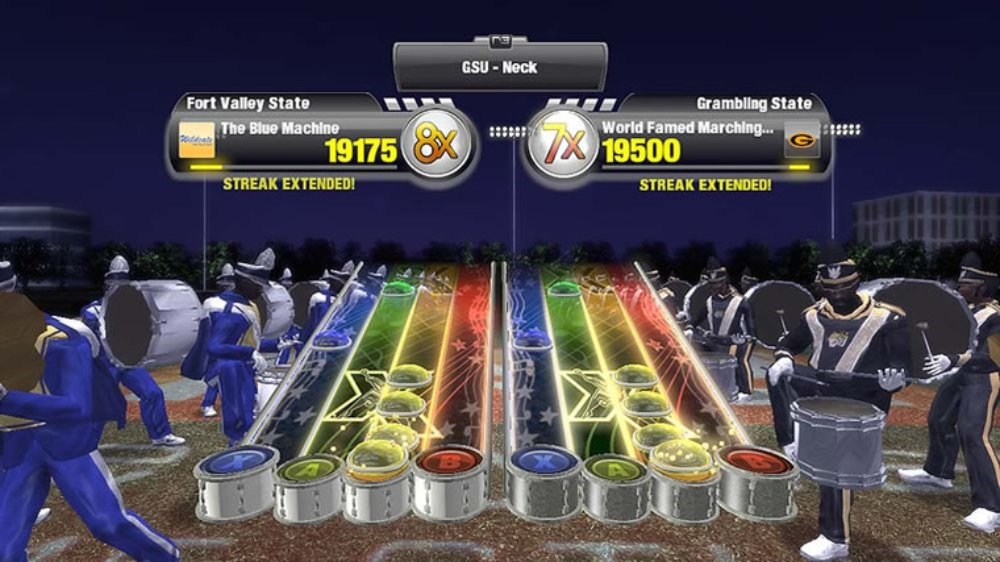 GSU - Neck
Fort Valley State
The Blue Machine
19175
8x
STREAK EXTENDED!
Grambling State
7x
World Famed Marching...
19500
G
STREAK EXTENDED!
Wildcats
X
A
B
X
A
B